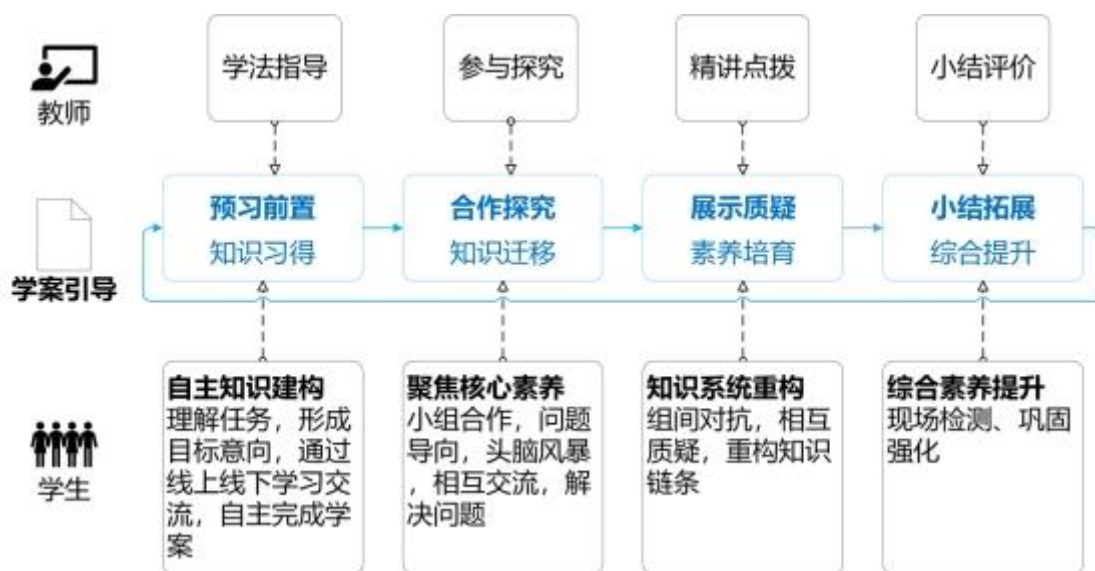 教师
学法指导
参与探究
精讲点拨
小结评价
学案引导
预习前置
知识习得
合作探究
知识迁移
展示质疑
素养培育
小结拓展
综合提升
学生
自主知识建构
理解任务，形成
目标意向，通过
线上线下学习交
流，自主完成学
案
聚焦核心素养
小组合作，问题
导向，头脑风暴
，相互交流，解
决问题
知识系统重构
组间对抗，相互
质疑，重构知识
链条
综合素养提升
现场检测、巩固
强化